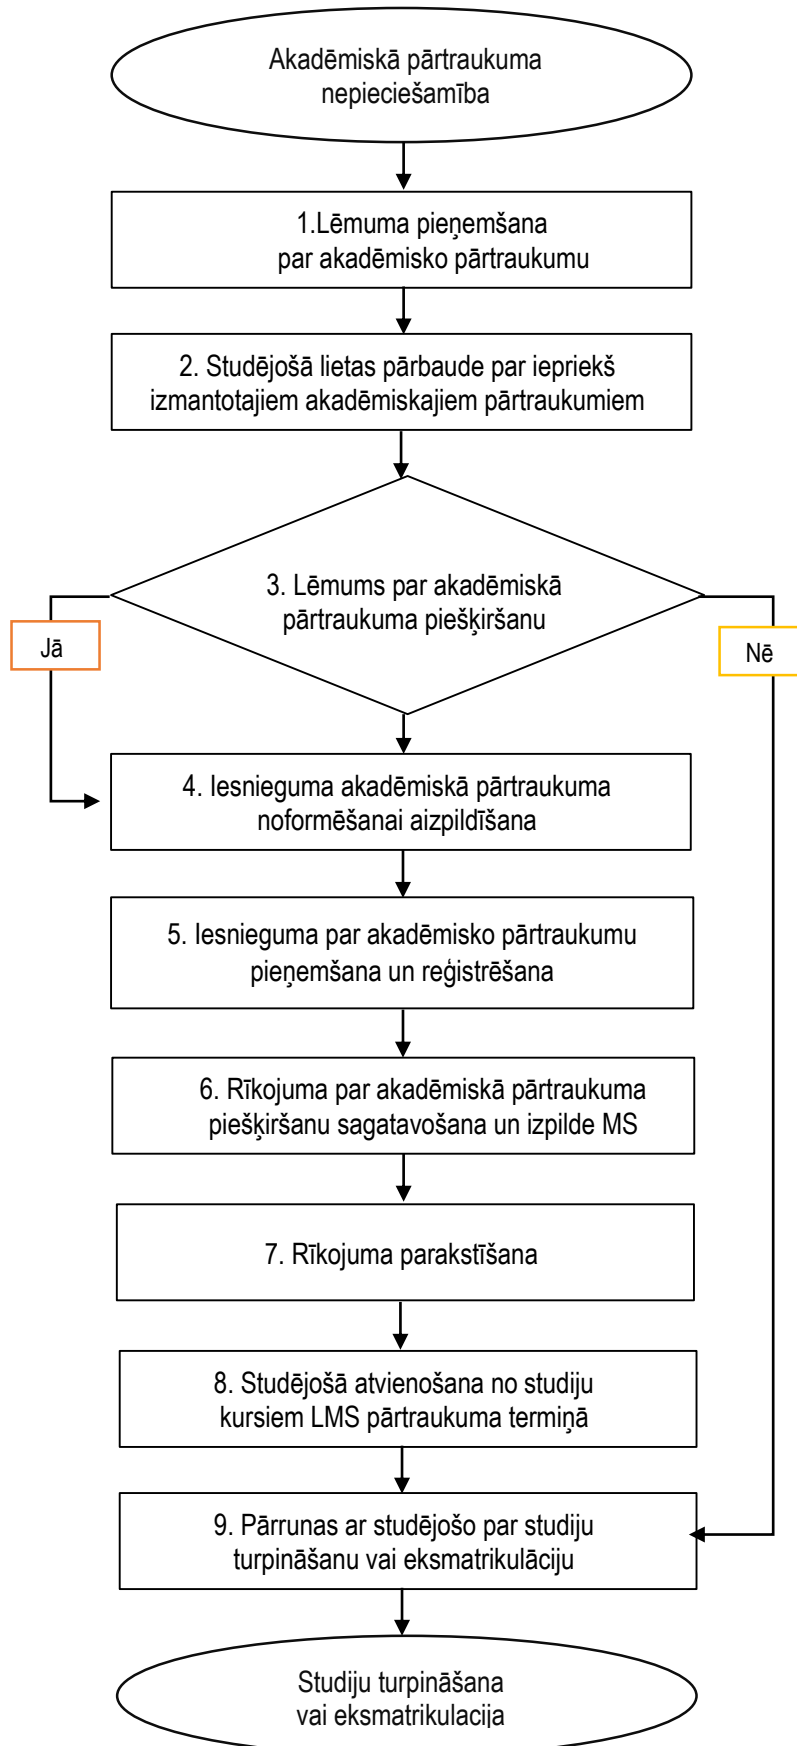 Akadēmiskā pārtraukuma
nepieciešamība
1.Lēmuma pieņemšana
par akadēmisko pārtraukumu
2. Studējošā lietas pārbaude par iepriekš
izmantotajiem akadēmiskajiem pārtraukumiem
3. Lēmums par akadēmiskā
pārtraukuma piešķiršanu
Jā
Nē
4. Iesnieguma akadēmiskā pārtraukuma
noformēšanai aizpildīšana
5. Iesnieguma par akadēmisko pārtraukumu
pieņemšana un reģistrēšana
6. Rīkojuma par akadēmiskā pārtraukuma
piešķiršanu sagatavošana un izpilde MS
7. Rīkojuma parakstīšana
8. Studējošā atvienošana no studiju
kursiem LMS pārtraukuma termiņā
9. Pārrunas ar studējošo par studiju
turpināšanu vai eksmatrikulāciju
Studiju turpināšana
vai eksmatrikulacija